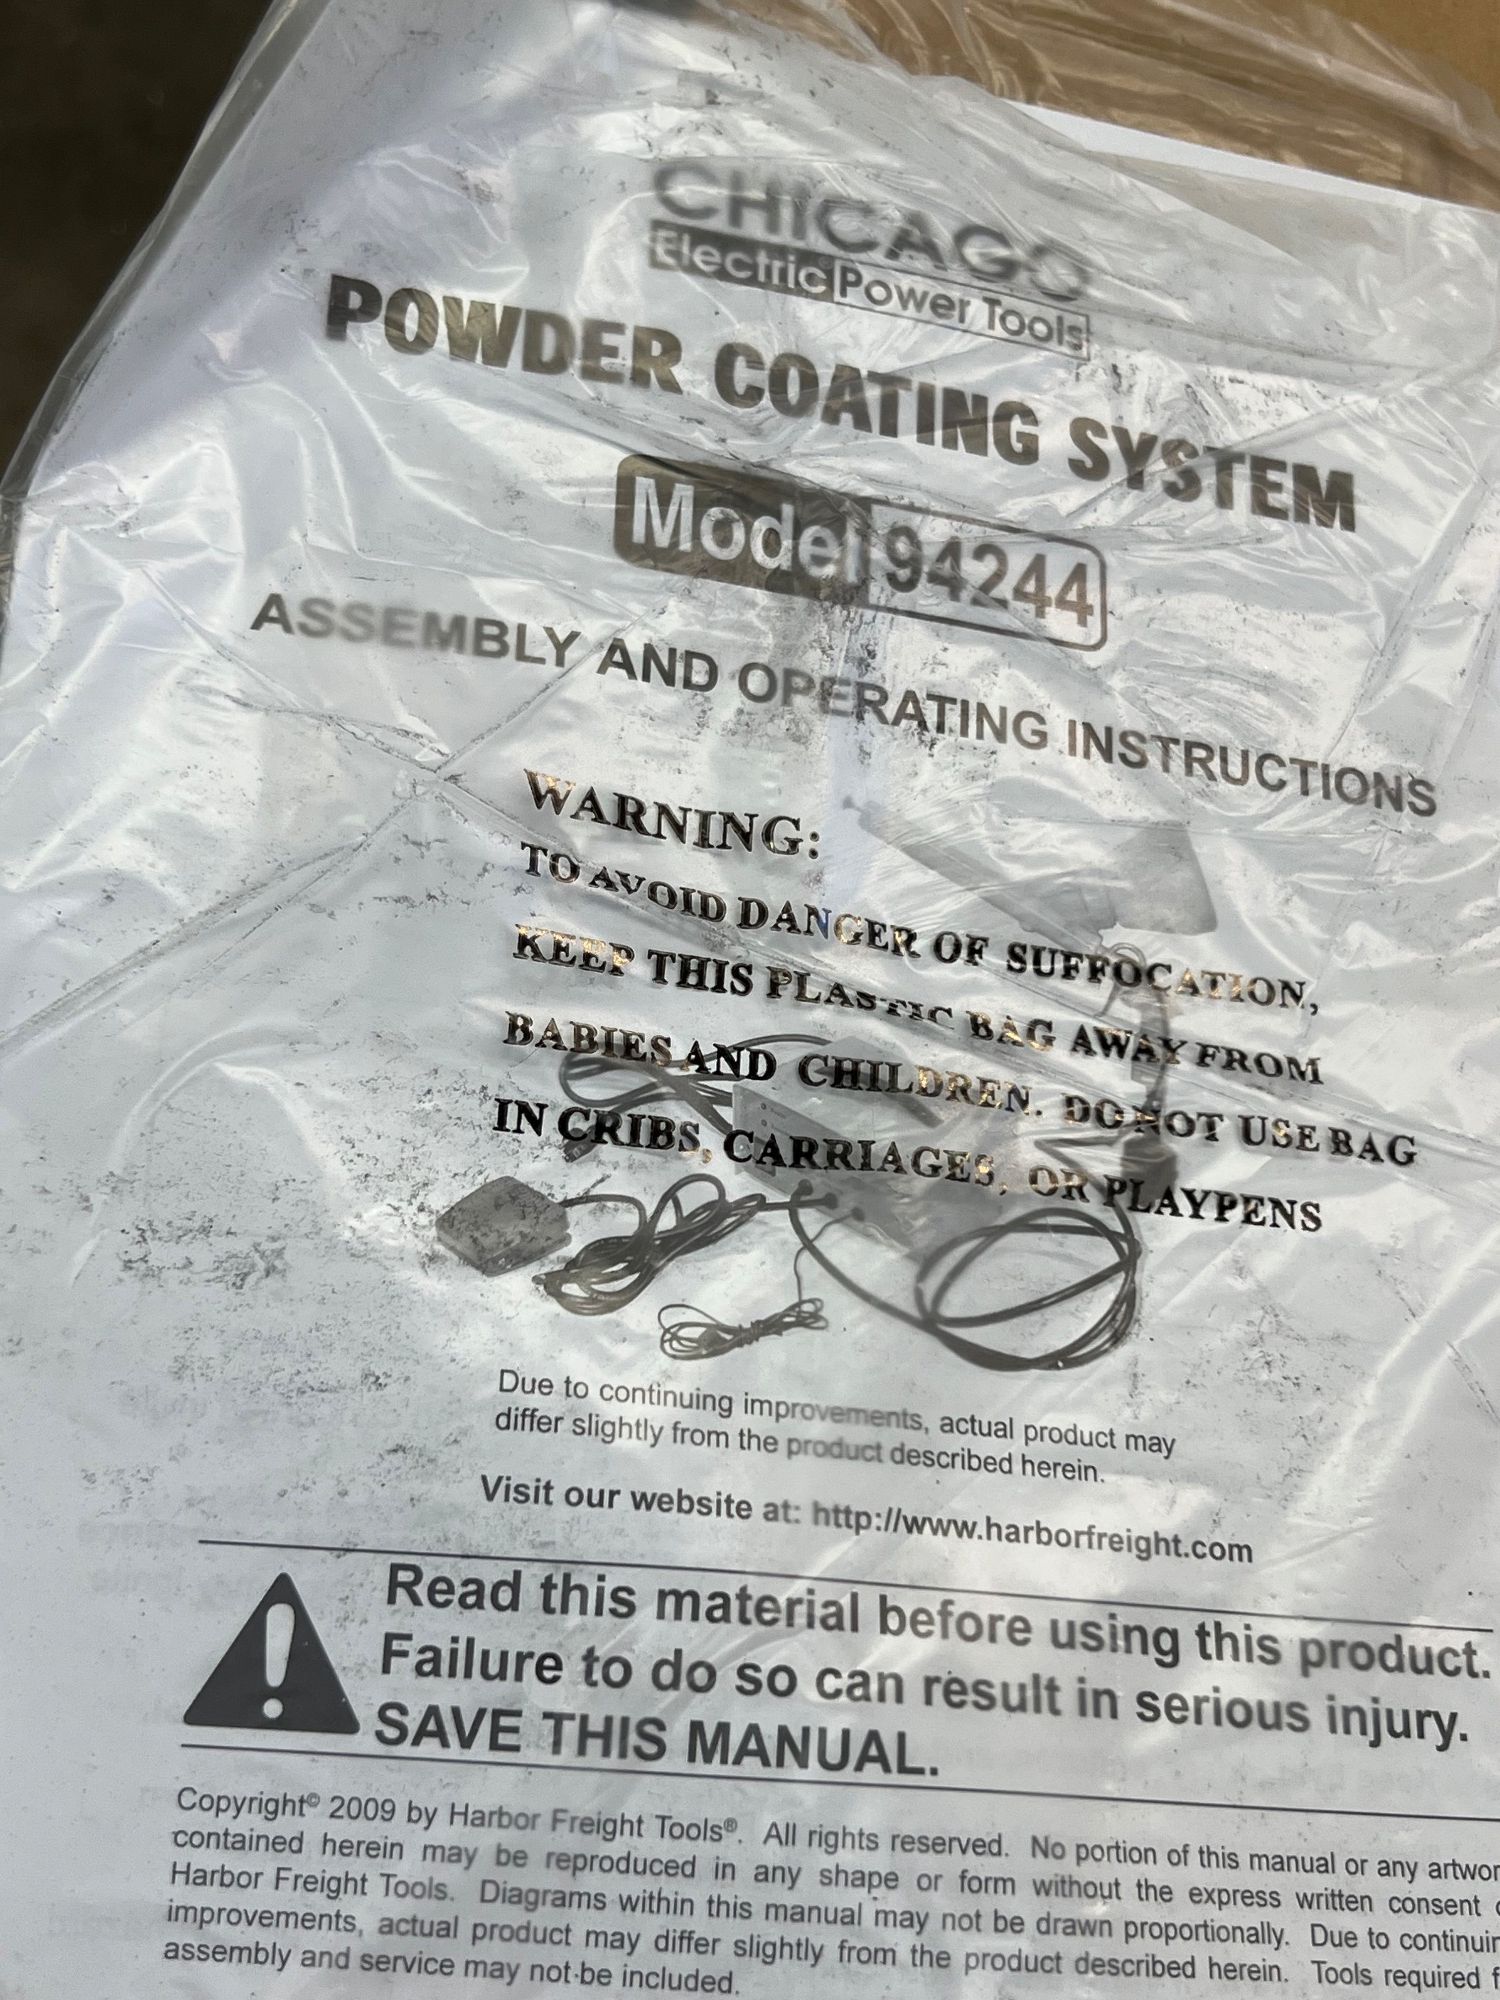 CHICAGO
Electric Power Tools
POWDER COATING SYSTEM
Model 94244
ASSEMBLY AND OPERATING INSTRUCTIONS
WARNING:
TO AVOID DANGER OF SUFFOCATION,
KEEP THIS PLASTIC BAG AWAY FROM
BABIES AND CHILDREN. DO NOT USE BAG
IN CRIBS, CARRIAGES, OR PLAYPENS
Due to continuing improvements, actual product may
differ slightly from the product described herein.
Visit our website at: http://www.harborfreight.com
Read this material before using this product.
Failure to do so can result in serious injury.
SAVE THIS MANUAL.
Copyright© 2009 by Harbor Freight Tools®. All rights reserved. No portion of this manual or any artwor
contained herein may be reproduced in any shape or form without the express written consent
Harbor Freight Tools. Diagrams within this manual may not be drawn proportionally. Due to continuin
improvements, actual product may differ slightly from the product described herein. Tools required f
assembly and service may not be included.